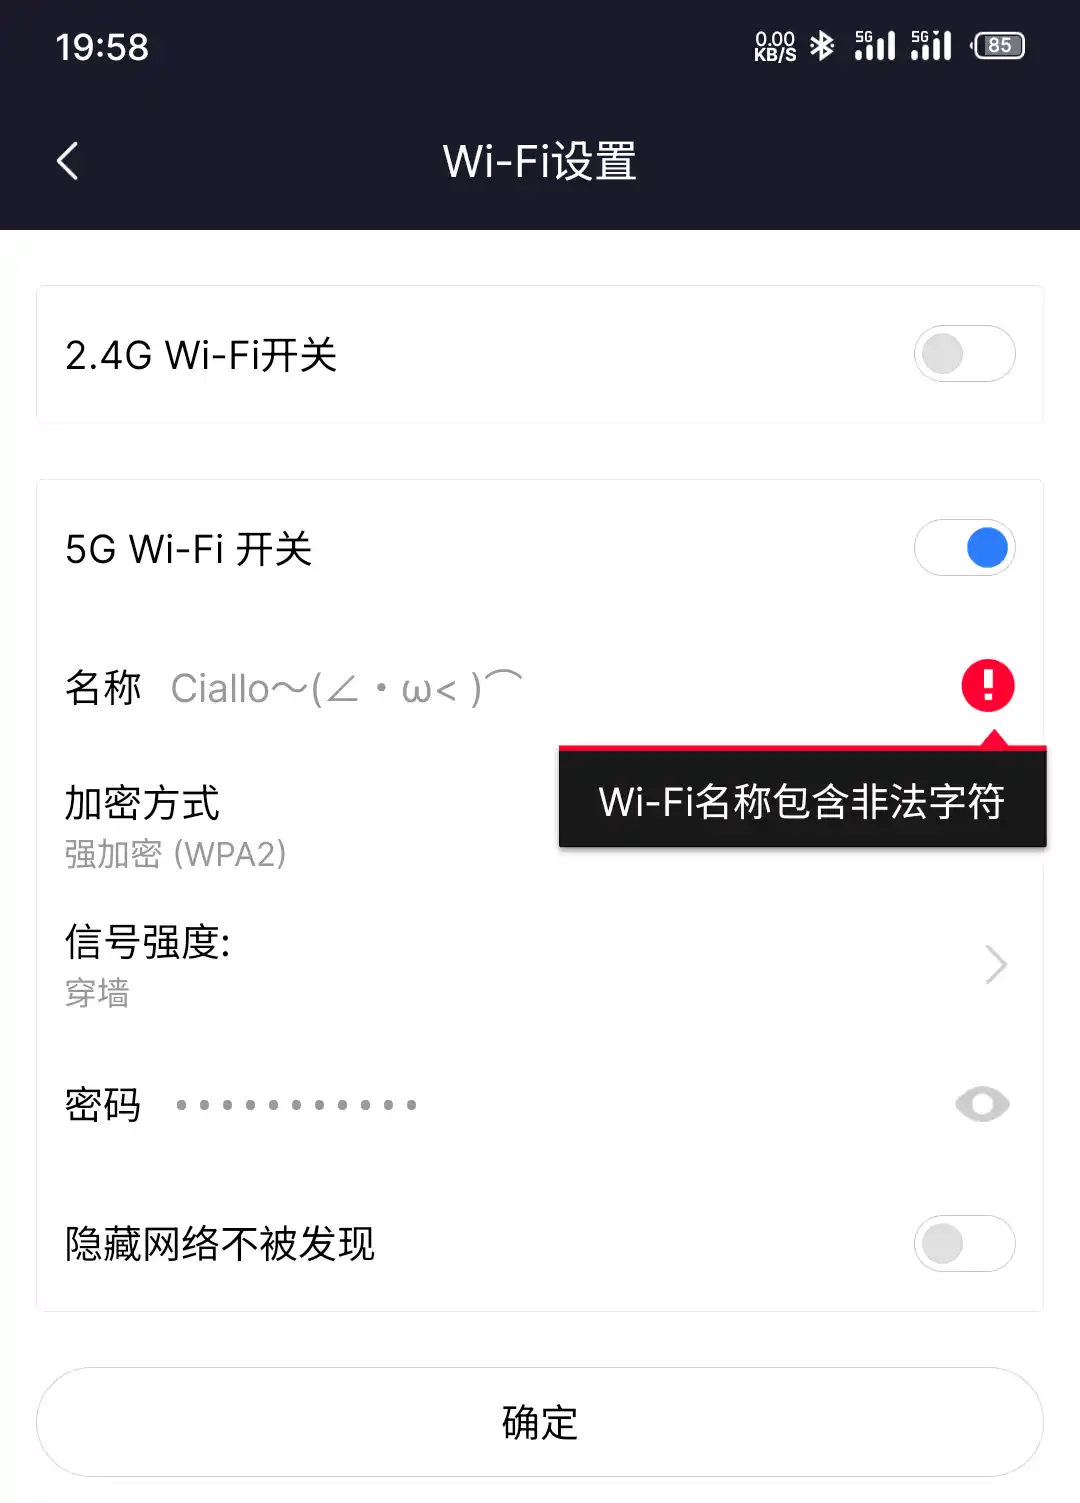 19:58
0.00
KB/S
5G
5G
85
Wi-Fi设置
2.4G Wi-Fi开关
5G Wi-Fi 开关
名称 Ciallo～(∠・ω< )⌒
Wi-Fi名称包含非法字符
加密方式
强加密 (WPA2)
信号强度:
穿墙
密码 •••••••••••
隐藏网络不被发现
确定